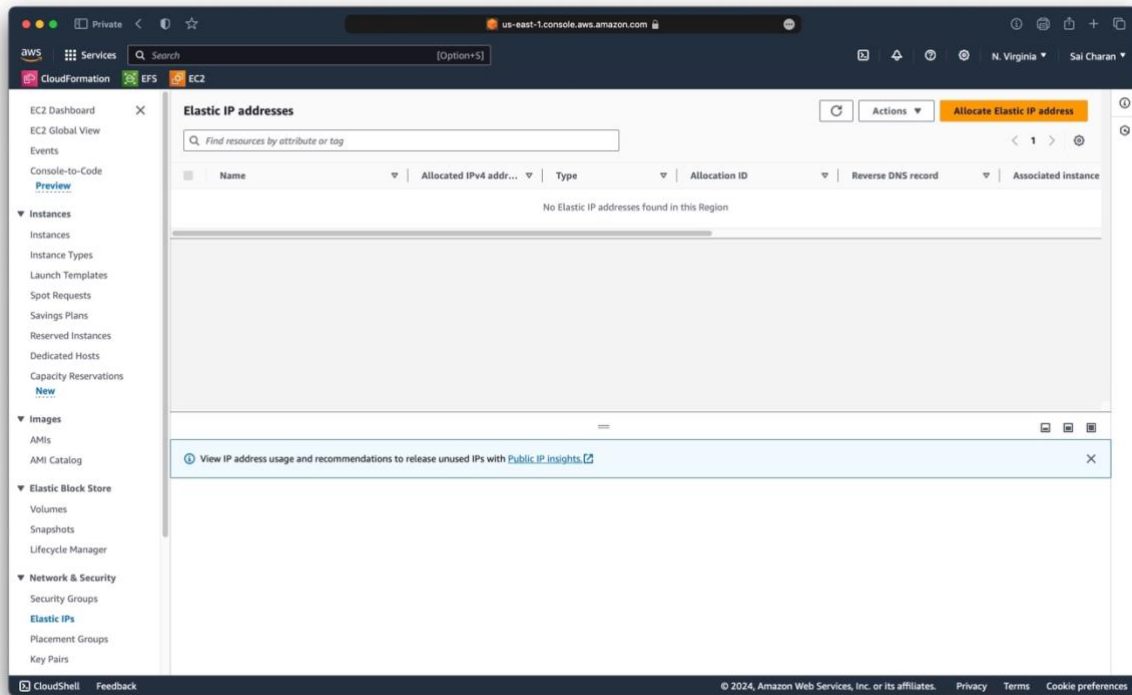 Private
us-east-1.console.aws.amazon.com
aws Services Search [Option+S] N. Virginia Sai Charan
CloudFormation EFS EC2
EC2 Dashboard
EC2 Global View
Events
Console-to-Code
Preview
Instances
Instances
Instance Types
Launch Templates
Spot Requests
Savings Plans
Reserved Instances
Dedicated Hosts
Capacity Reservations
New
Images
AMIs
AMI Catalog
Elastic Block Store
Volumes
Snapshots
Lifecycle Manager
Network & Security
Security Groups
Elastic IPs
Placement Groups
Key Pairs
Elastic IP addresses Actions Allocate Elastic IP address
Find resources by attribute or tag 1
Name Allocated IPv4 addr... Type Allocation ID Reverse DNS record Associated instance
No Elastic IP addresses found in this Region
View IP address usage and recommendations to release unused IPs with Public IP insights.
CloudShell Feedback © 2024, Amazon Web Services, Inc. or its affiliates. Privacy Terms Cookie preferences